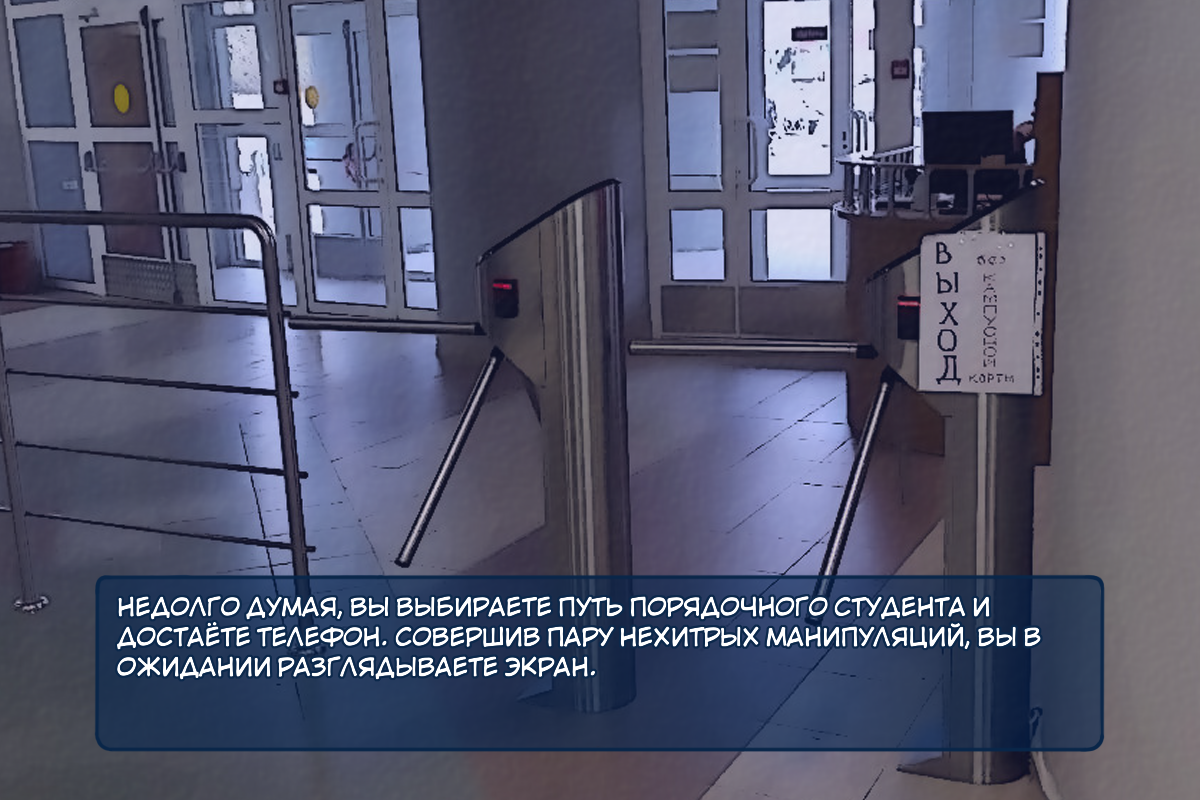 ВЫХОД
без
КАМПУСНОЙ
КАРТЫ
НЕДОЛГО ДУМАЯ, ВЫ ВЫБИРАЕТЕ ПУТЬ ПОРЯДОЧНОГО СТУДЕНТА И
ДОСТАЁТЕ ТЕЛЕФОН. СОВЕРШИВ ПАРУ НЕХИТРЫХ МАНИПУЛЯЦИЙ, ВЫ В
ОЖИДАНИИ РАЗГЛЯДЫВАЕТЕ ЭКРАН.